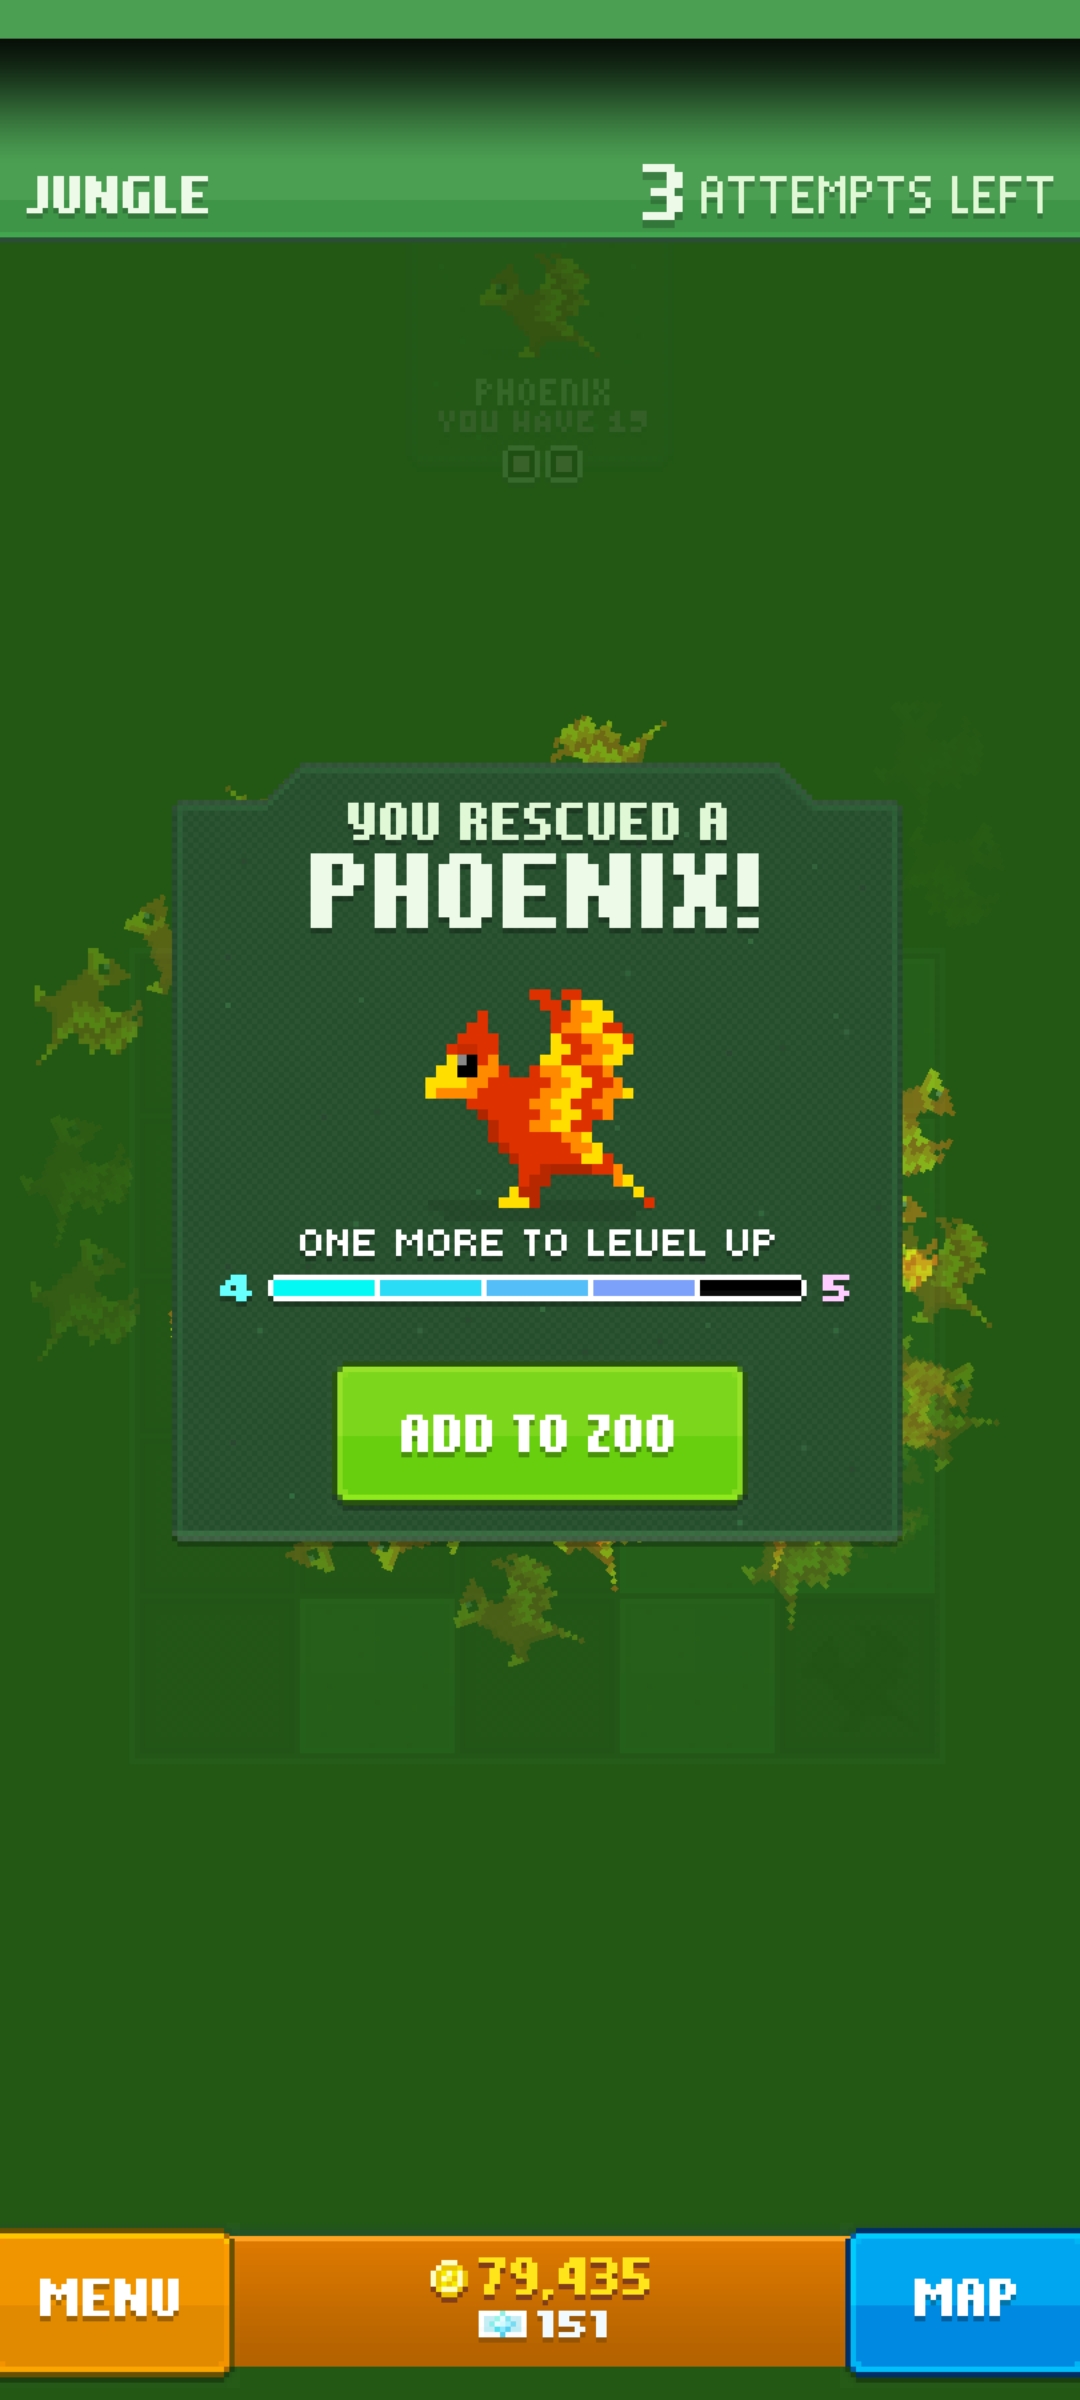 JUNGLE
3 ATTEMPTS LEFT
PHOENIX
YOU HAVE 19
YOU RESCUED A
PHOENIX!
ONE MORE TO LEVEL UP
4 5
ADD TO ZOO
MENU
79,435
151
MAP